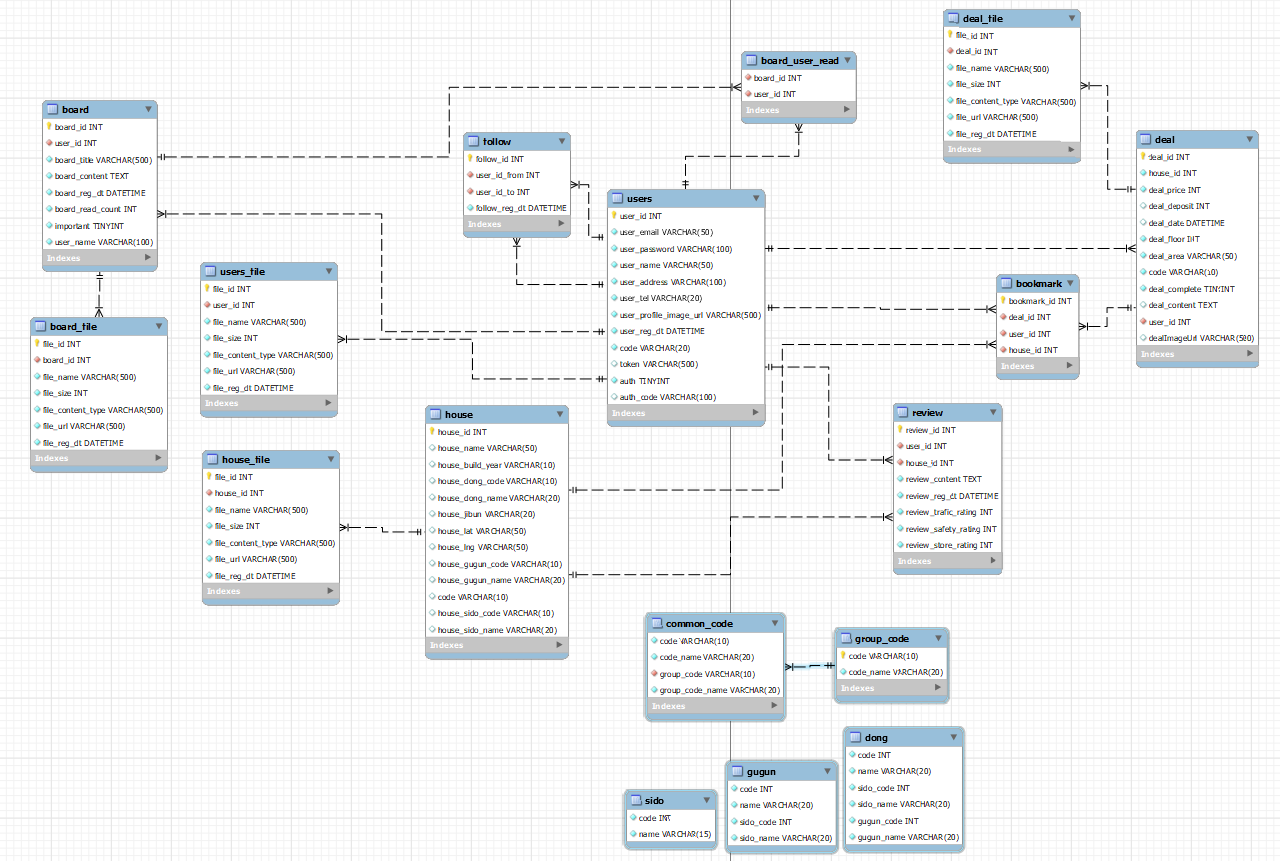 deal_file
file_id INT
deal_id INT
file_name VARCHAR(500)
file_size INT
file_content_type VARCHAR(500)
file_url VARCHAR(500)
file_reg_dt DATETIME
Indexes
board_user_read
board_id INT
user_id INT
Indexes
board
board_id INT
user_id INT
board_title VARCHAR(500)
board_content TEXT
board_reg_dt DATETIME
board_read_count INT
important TINYINT
user_name VARCHAR(100)
Indexes
follow
follow_id INT
user_id_from INT
user_id_to INT
follow_reg_dt DATETIME
Indexes
deal
deal_id INT
house_id INT
deal_price INT
deal_deposit INT
deal_date DATETIME
deal_floor INT
deal_area VARCHAR(50)
code VARCHAR(10)
deal_complete TINYINT
deal_content TEXT
user_id INT
dealImageUrl VARCHAR(500)
Indexes
users
user_id INT
user_email VARCHAR(50)
user_password VARCHAR(100)
user_name VARCHAR(50)
user_address VARCHAR(100)
user_tel VARCHAR(20)
user_profile_image_url VARCHAR(500)
user_reg_dt DATETIME
code VARCHAR(20)
token VARCHAR(500)
auth TINYINT
auth_code VARCHAR(100)
Indexes
users_file
file_id INT
user_id INT
file_name VARCHAR(500)
file_size INT
file_content_type VARCHAR(500)
file_url VARCHAR(500)
file_reg_dt DATETIME
Indexes
bookmark
bookmark_id INT
deal_id INT
user_id INT
house_id INT
Indexes
board_file
file_id INT
board_id INT
file_name VARCHAR(500)
file_size INT
file_content_type VARCHAR(500)
file_url VARCHAR(500)
file_reg_dt DATETIME
Indexes
house
house_id INT
house_name VARCHAR(50)
house_build_year VARCHAR(10)
house_dong_code VARCHAR(10)
house_dong_name VARCHAR(20)
house_jibun VARCHAR(20)
house_lat VARCHAR(50)
house_lng VARCHAR(50)
house_gugun_code VARCHAR(10)
house_gugun_name VARCHAR(20)
code VARCHAR(10)
house_sido_code VARCHAR(10)
house_sido_name VARCHAR(20)
Indexes
review
review_id INT
user_id INT
house_id INT
review_content TEXT
review_reg_dt DATETIME
review_trafic_rating INT
review_safety_rating INT
review_store_rating INT
Indexes
house_file
file_id INT
house_id INT
file_name VARCHAR(500)
file_size INT
file_content_type VARCHAR(500)
file_url VARCHAR(500)
file_reg_dt DATETIME
Indexes
common_code
code VARCHAR(10)
code_name VARCHAR(20)
group_code VARCHAR(10)
group_code_name VARCHAR(20)
Indexes
group_code
code VARCHAR(10)
code_name VARCHAR(20)
Indexes
dong
code INT
name VARCHAR(20)
sido_code INT
sido_name VARCHAR(20)
gugun_code INT
gugun_name VARCHAR(20)
gugun
code INT
name VARCHAR(20)
sido_code INT
sido_name VARCHAR(20)
sido
code INT
name VARCHAR(15)